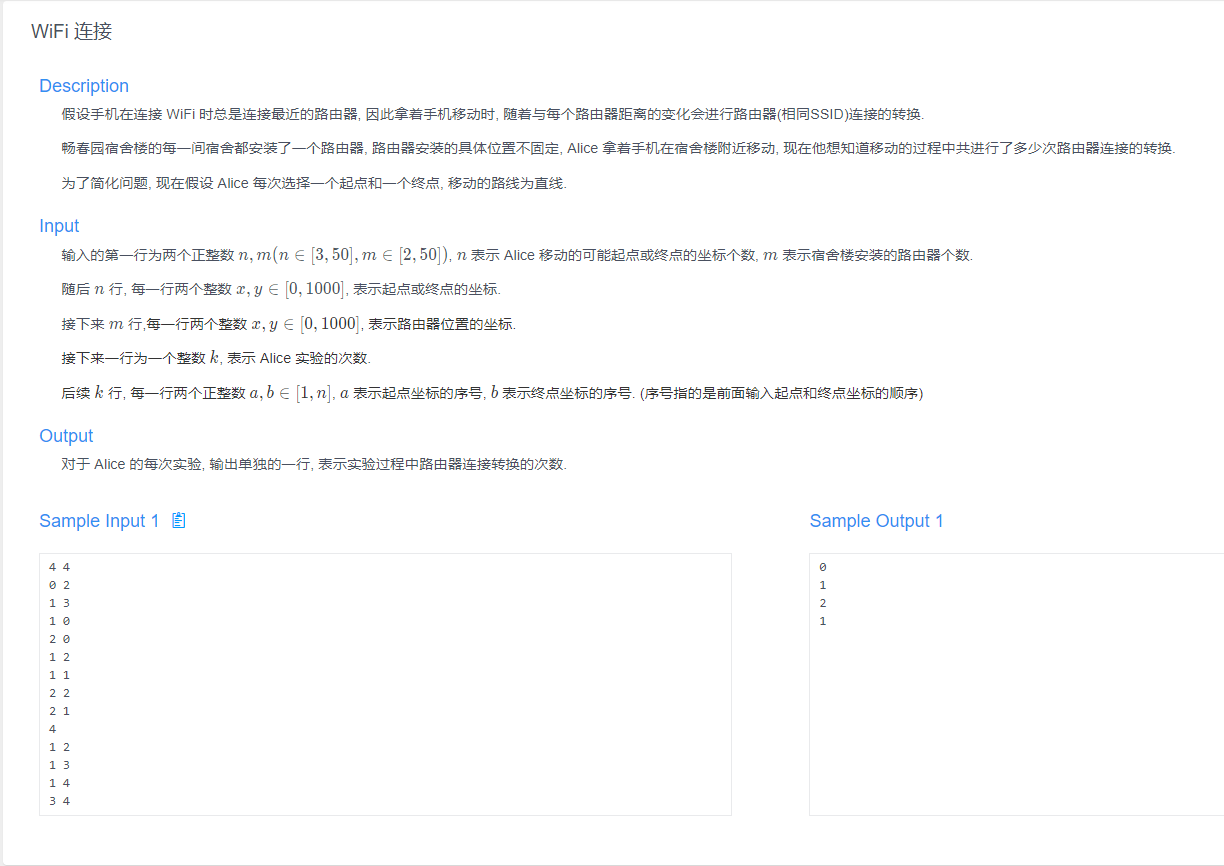 WiFi 连接
Description
假设手机在连接 WiFi 时总是连接最近的路由器, 因此拿着手机移动时, 随着与每个路由器距离的变化会进行路由器(相同SSID)连接的转换.
畅春园宿舍楼的每一间宿舍都安装了一个路由器, 路由器安装的具体位置不固定, Alice 拿着手机在宿舍楼附近移动, 现在他想知道移动的过程中共进行了多少次路由器连接的转换.
为了简化问题, 现在假设 Alice 每次选择一个起点和一个终点, 移动的路线为直线.
Input
输入的第一行为两个正整数 n, m(n ∈ [3, 50], m ∈ [2, 50]), n 表示 Alice 移动的可能起点或终点的坐标个数, m 表示宿舍楼安装的路由器个数.
随后 n 行, 每一行两个整数 x, y ∈ [0, 1000], 表示起点或终点的坐标.
接下来 m 行,每一行两个整数 x, y ∈ [0, 1000], 表示路由器位置的坐标.
接下来一行为一个整数 k, 表示 Alice 实验的次数.
后续 k 行, 每一行两个正整数 a, b ∈ [1, n], a 表示起点坐标的序号, b 表示终点坐标的序号. (序号指的是前面输入起点和终点坐标的顺序)
Output
对于 Alice 的每次实验, 输出单独的一行, 表示实验过程中路由器连接转换的次数.
Sample Input 1
4 4
0 2
1 3
1 0
2 0
1 2
1 1
2 2
2 1
4
1 2
1 3
1 4
3 4
Sample Output 1
0
1
2
1